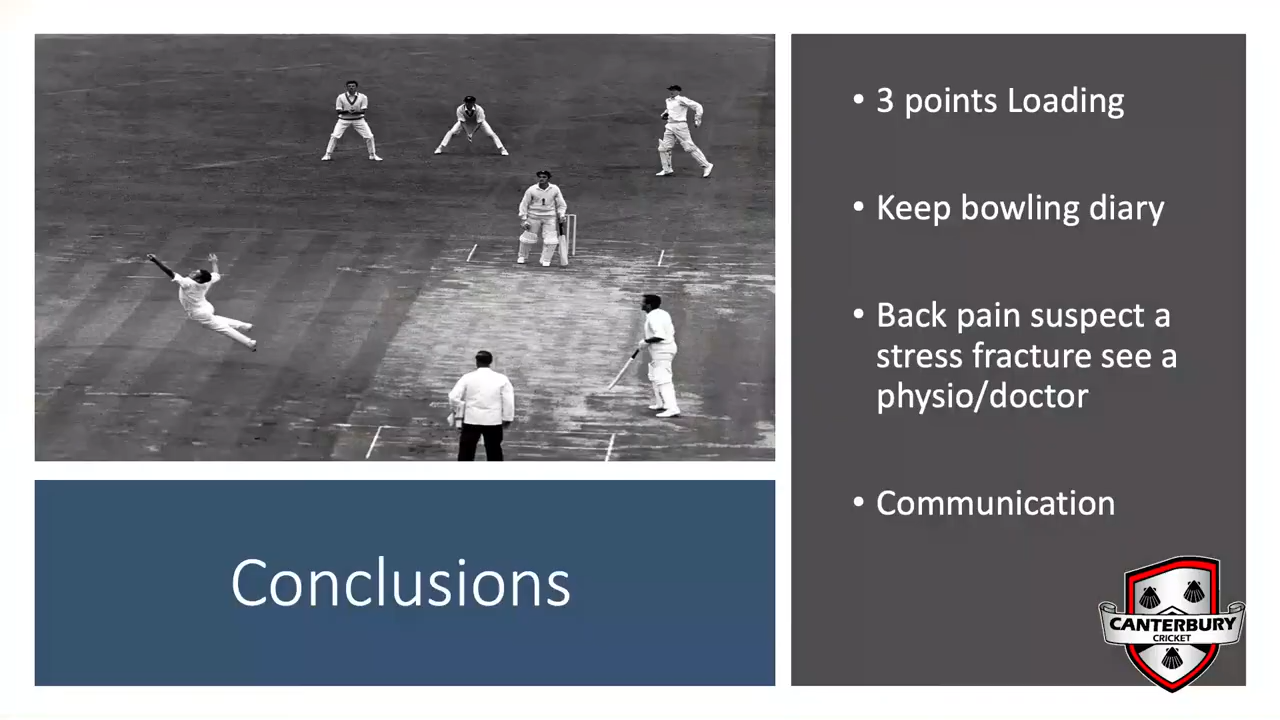 • 3 points Loading
• Keep bowling diary
• Back pain suspect a
stress fracture see a
physio/doctor
• Communication
Conclusions
CANTERBURY
CRICKET